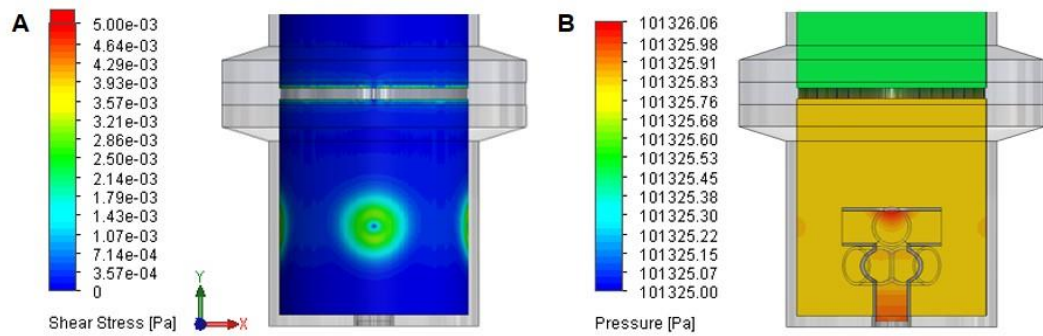 A
5.00e-03
4.64e-03
4.29e-03
3.93e-03
3.57e-03
3.21e-03
2.86e-03
2.50e-03
2.14e-03
1.79e-03
1.43e-03
1.07e-03
7.14e-04
3.57e-04
0
Shear Stress [Pa]
Y
X
B
101326.06
101325.98
101325.91
101325.83
101325.76
101325.68
101325.60
101325.53
101325.45
101325.38
101325.30
101325.22
101325.15
101325.07
101325.00
Pressure [Pa]